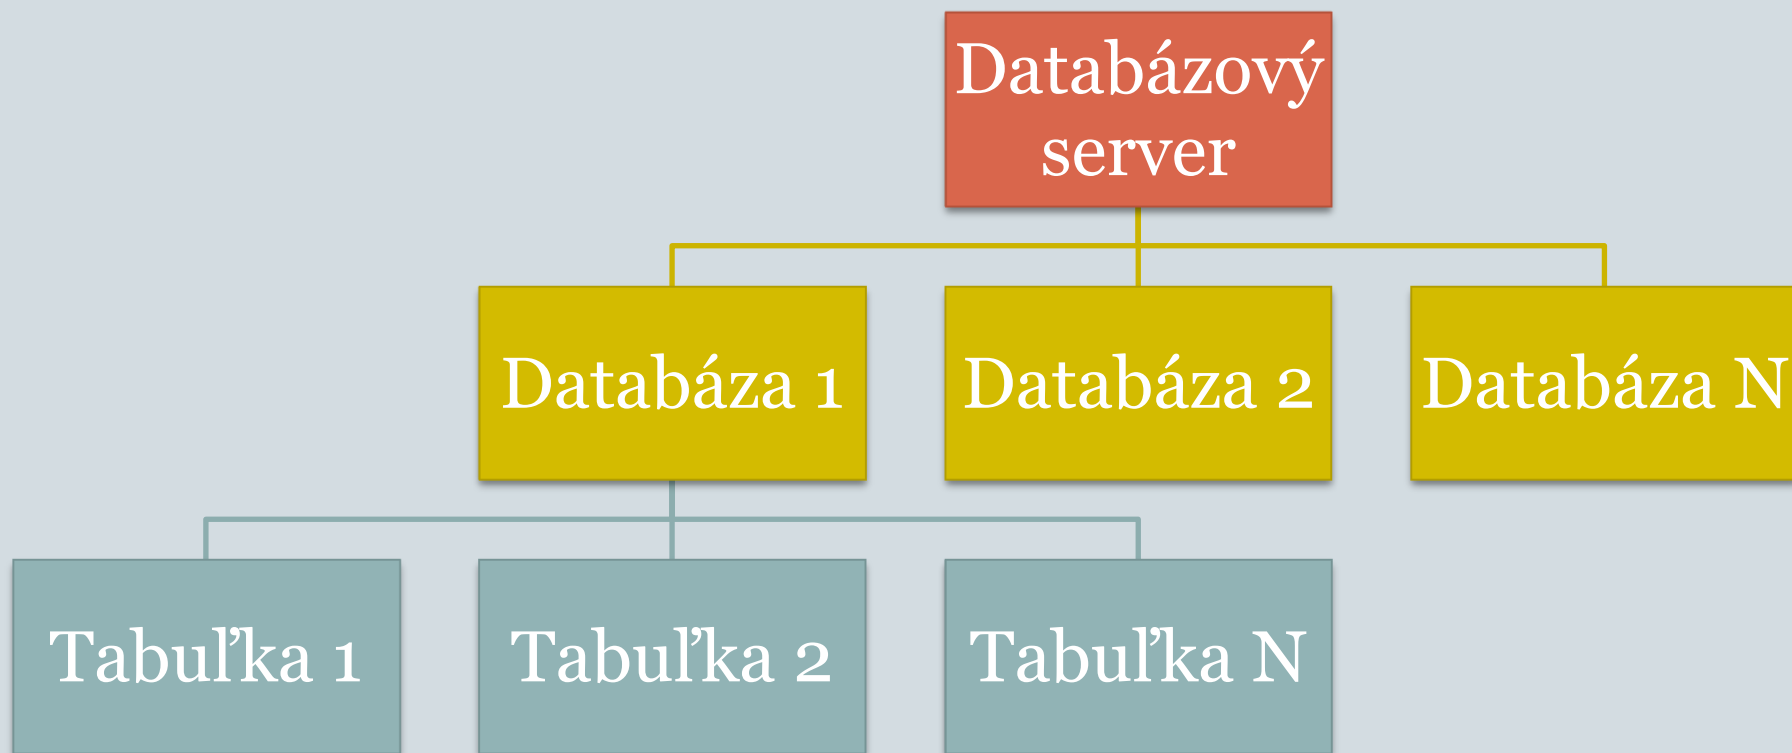 Databázový
server
Databáza 1
Databáza 2
Databáza N
Tabuľka 1
Tabuľka 2
Tabuľka N